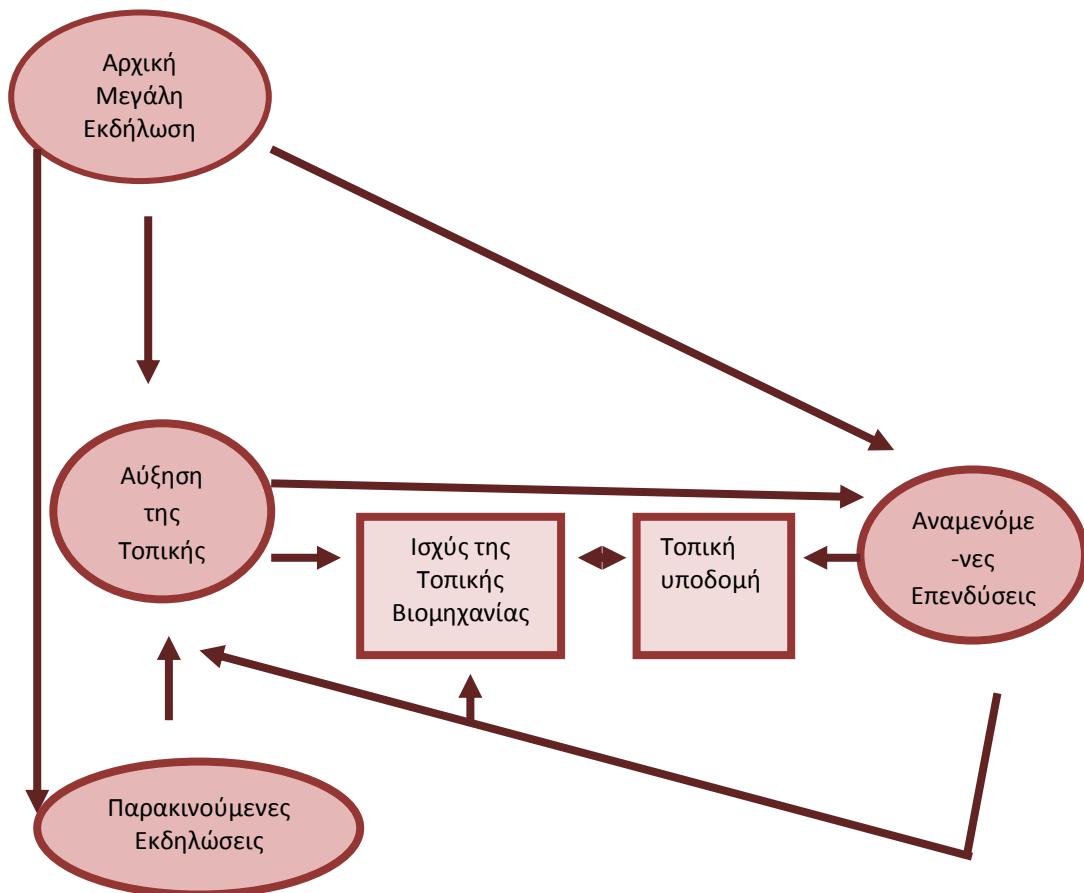 Αρχική
Μεγάλη
Εκδήλωση
Αύξηση
της
Τοπικής
Ισχύς της
Τοπικής
Βιομηχανίας
Τοπική
υποδομή
Αναμενόμε
-νες
Επενδύσεις
Παρακινούμενες
Εκδηλώσεις